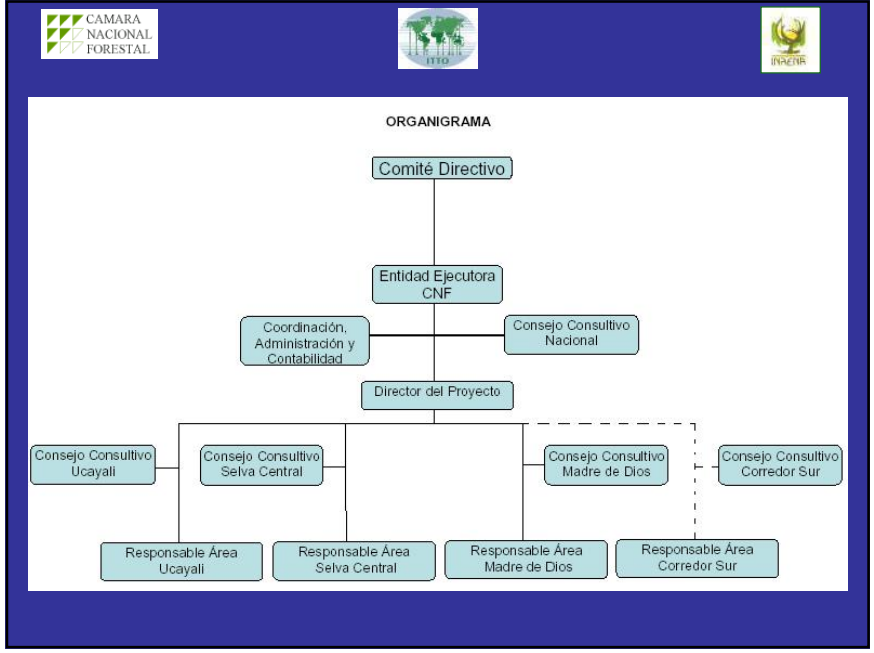 CAMARA
NACIONAL
FORESTAL
ITTO
INRENA
ORGANIGRAMA
Comité Directivo
Entidad Ejecutora
CNF
Coordinación,
Administración y
Contabilidad
Consejo Consultivo
Nacional
Director del Proyecto
Consejo Consultivo
Ucayali
Consejo Consultivo
Selva Central
Consejo Consultivo
Madre de Dios
Consejo Consultivo
Corredor Sur
Responsable Área
Ucayali
Responsable Área
Selva Central
Responsable Área
Madre de Dios
Responsable Área
Corredor Sur